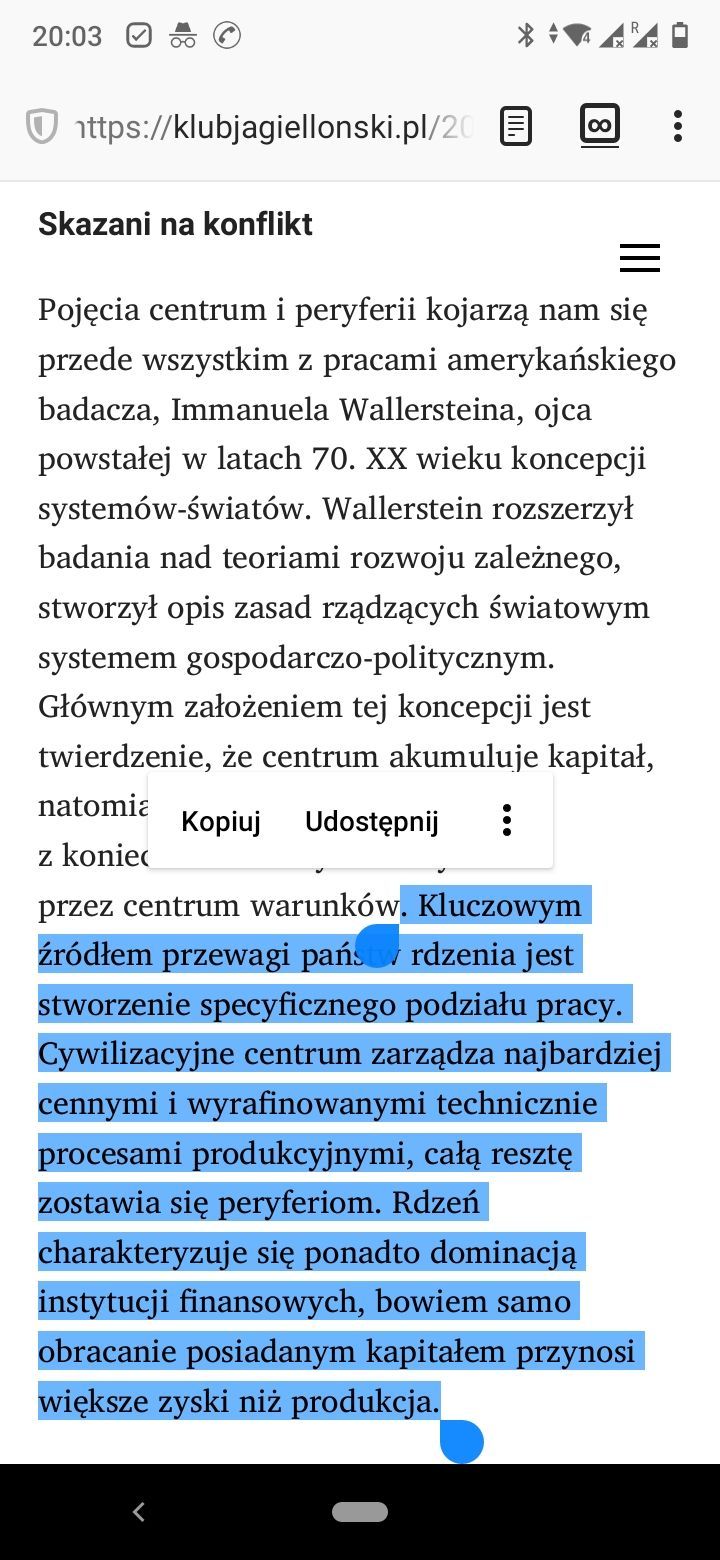 20:03
R
4
https://klubjagiellonski.pl/20
Skazani na konflikt
Pojęcia centrum i peryferii kojarzą nam się
przede wszystkim z pracami amerykańskiego
badacza, Immanuela Wallersteina, ojca
powstałej w latach 70. XX wieku koncepcji
systemów-światów. Wallerstein rozszerzył
badania nad teoriami rozwoju zależnego,
stworzył opis zasad rządzących światowym
systemem gospodarczo-politycznym.
Głównym założeniem tej koncepcji jest
twierdzenie, że centrum akumuluje kapitał,
Kopiuj Udostępnij
z
przez centrum warunków. Kluczowym
źródłem przewagi państw rdzenia jest
stworzenie specyficznego podziału pracy.
Cywilizacyjne centrum zarządza najbardziej
cennymi i wyrafinowanymi technicznie
procesami produkcyjnymi, całą resztę
zostawia się peryferiom. Rdzeń
charakteryzuje się ponadto dominacją
instytucji finansowych, bowiem samo
obracanie posiadanym kapitałem przynosi
większe zyski niż produkcja.